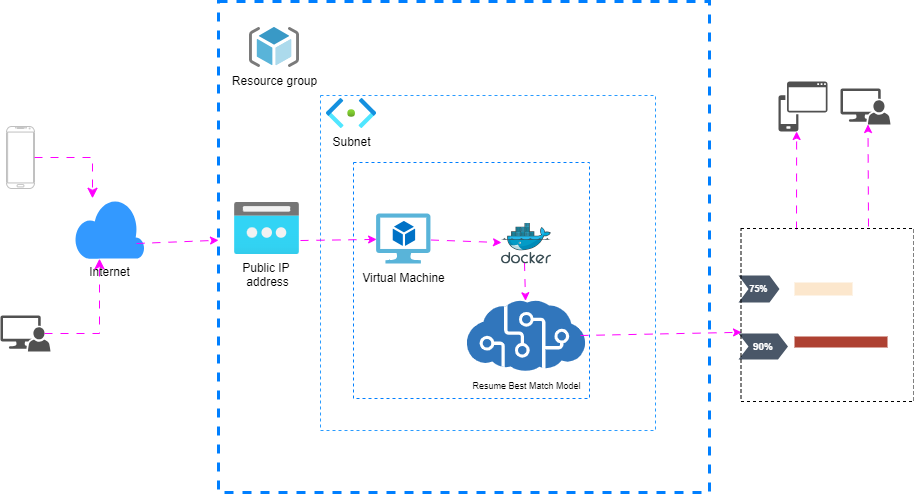 Resource group
Subnet
Internet
Public IP
address
Virtual Machine
docker
Resume Best Match Model
75%
90%